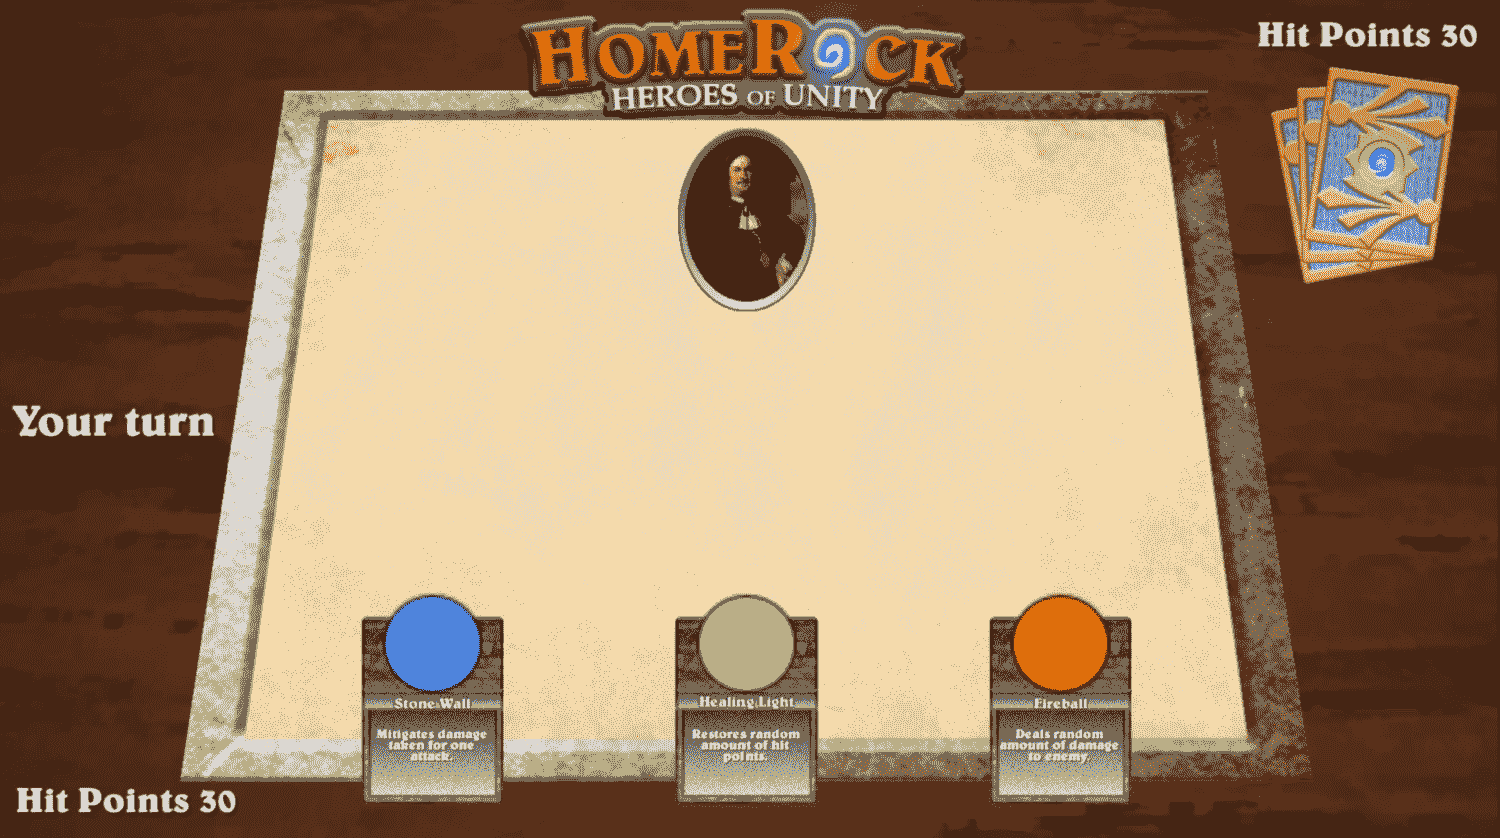 HOMEROCK
HEROES OF UNITY
Hit Points 30
Your turn
Stone Wall
Mitigates damage
taken for one
attack.
Healing Light
Restores random
amount of hit
points.
Fireball
Deals random
amount of damage
to enemy.
Hit Points 30